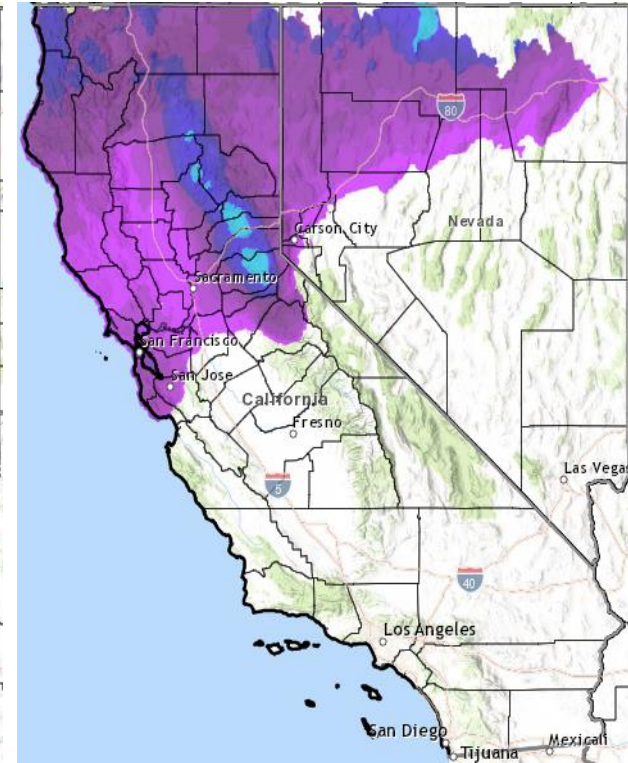 80
Carson City
Nevada
Sacramento
San Francisco
San Jose
California
Fresno
Las Vegas
5
40
Los Angeles
San Diego
Tijuana
Mexicali